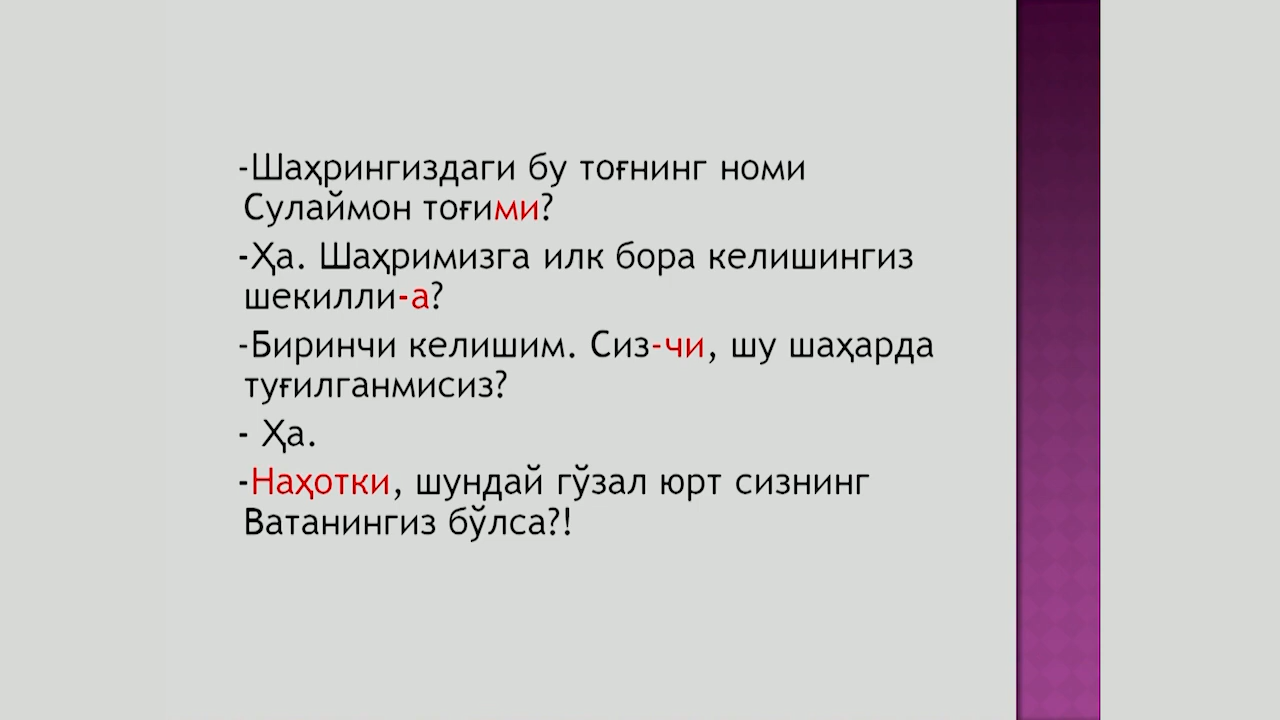 -Шаҳрингиздаги бу тоғнинг номи
Сулаймон тоғими?
-Ҳа. Шаҳримизга илк бора келишингиз
шекилли-а?
-Биринчи келишим. Сиз-чи, шу шаҳарда
туғилганмисиз?
- Ҳа.
-Наҳотки, шундай гўзал юрт сизнинг
Ватанингиз бўлса?!